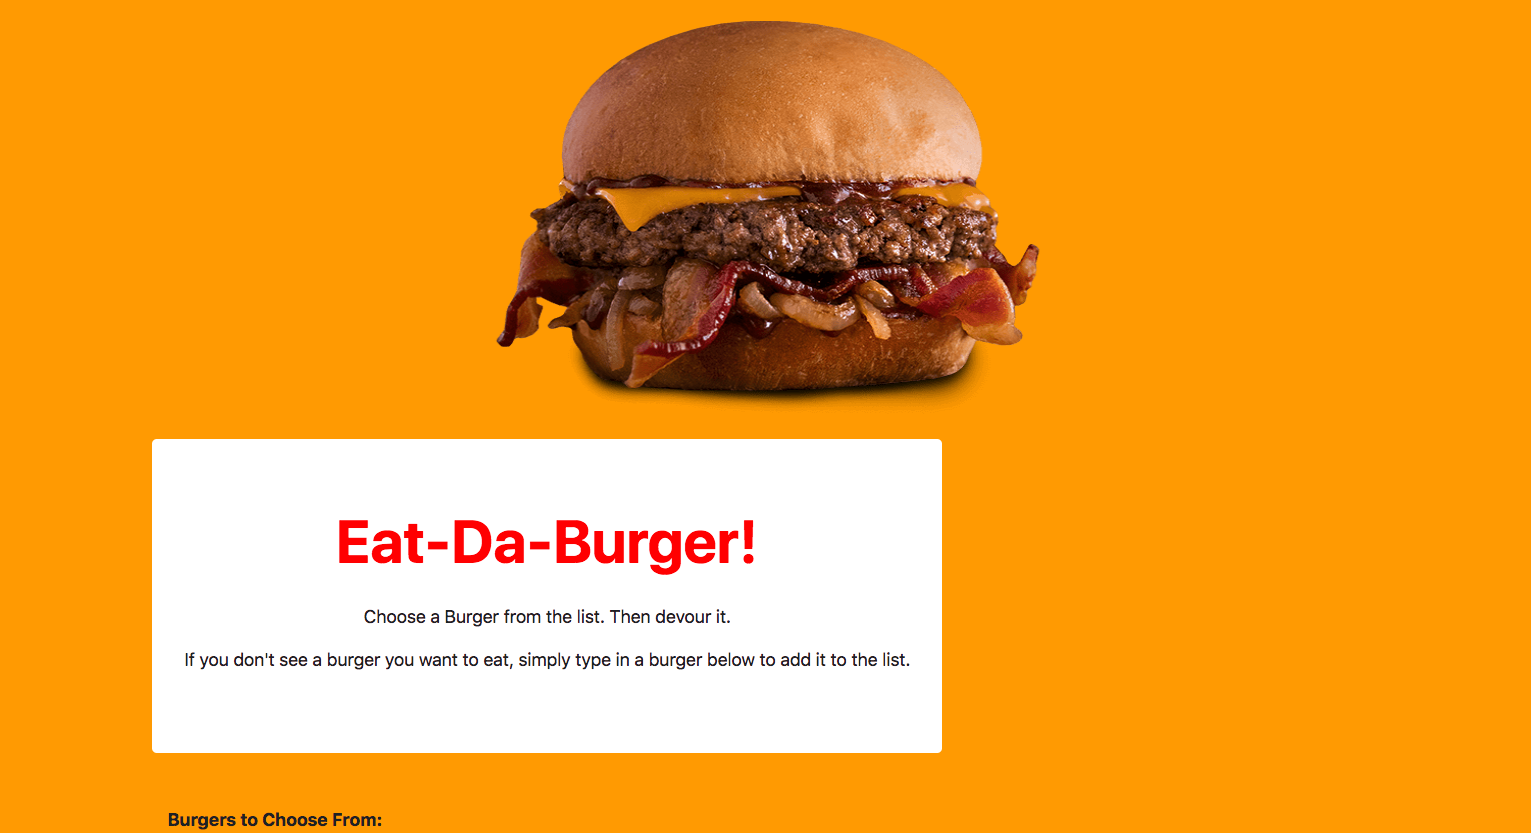 Eat-Da-Burger!
Choose a Burger from the list. Then devour it.
If you don't see a burger you want to eat, simply type in a burger below to add it to the list.
Burgers to Choose From: